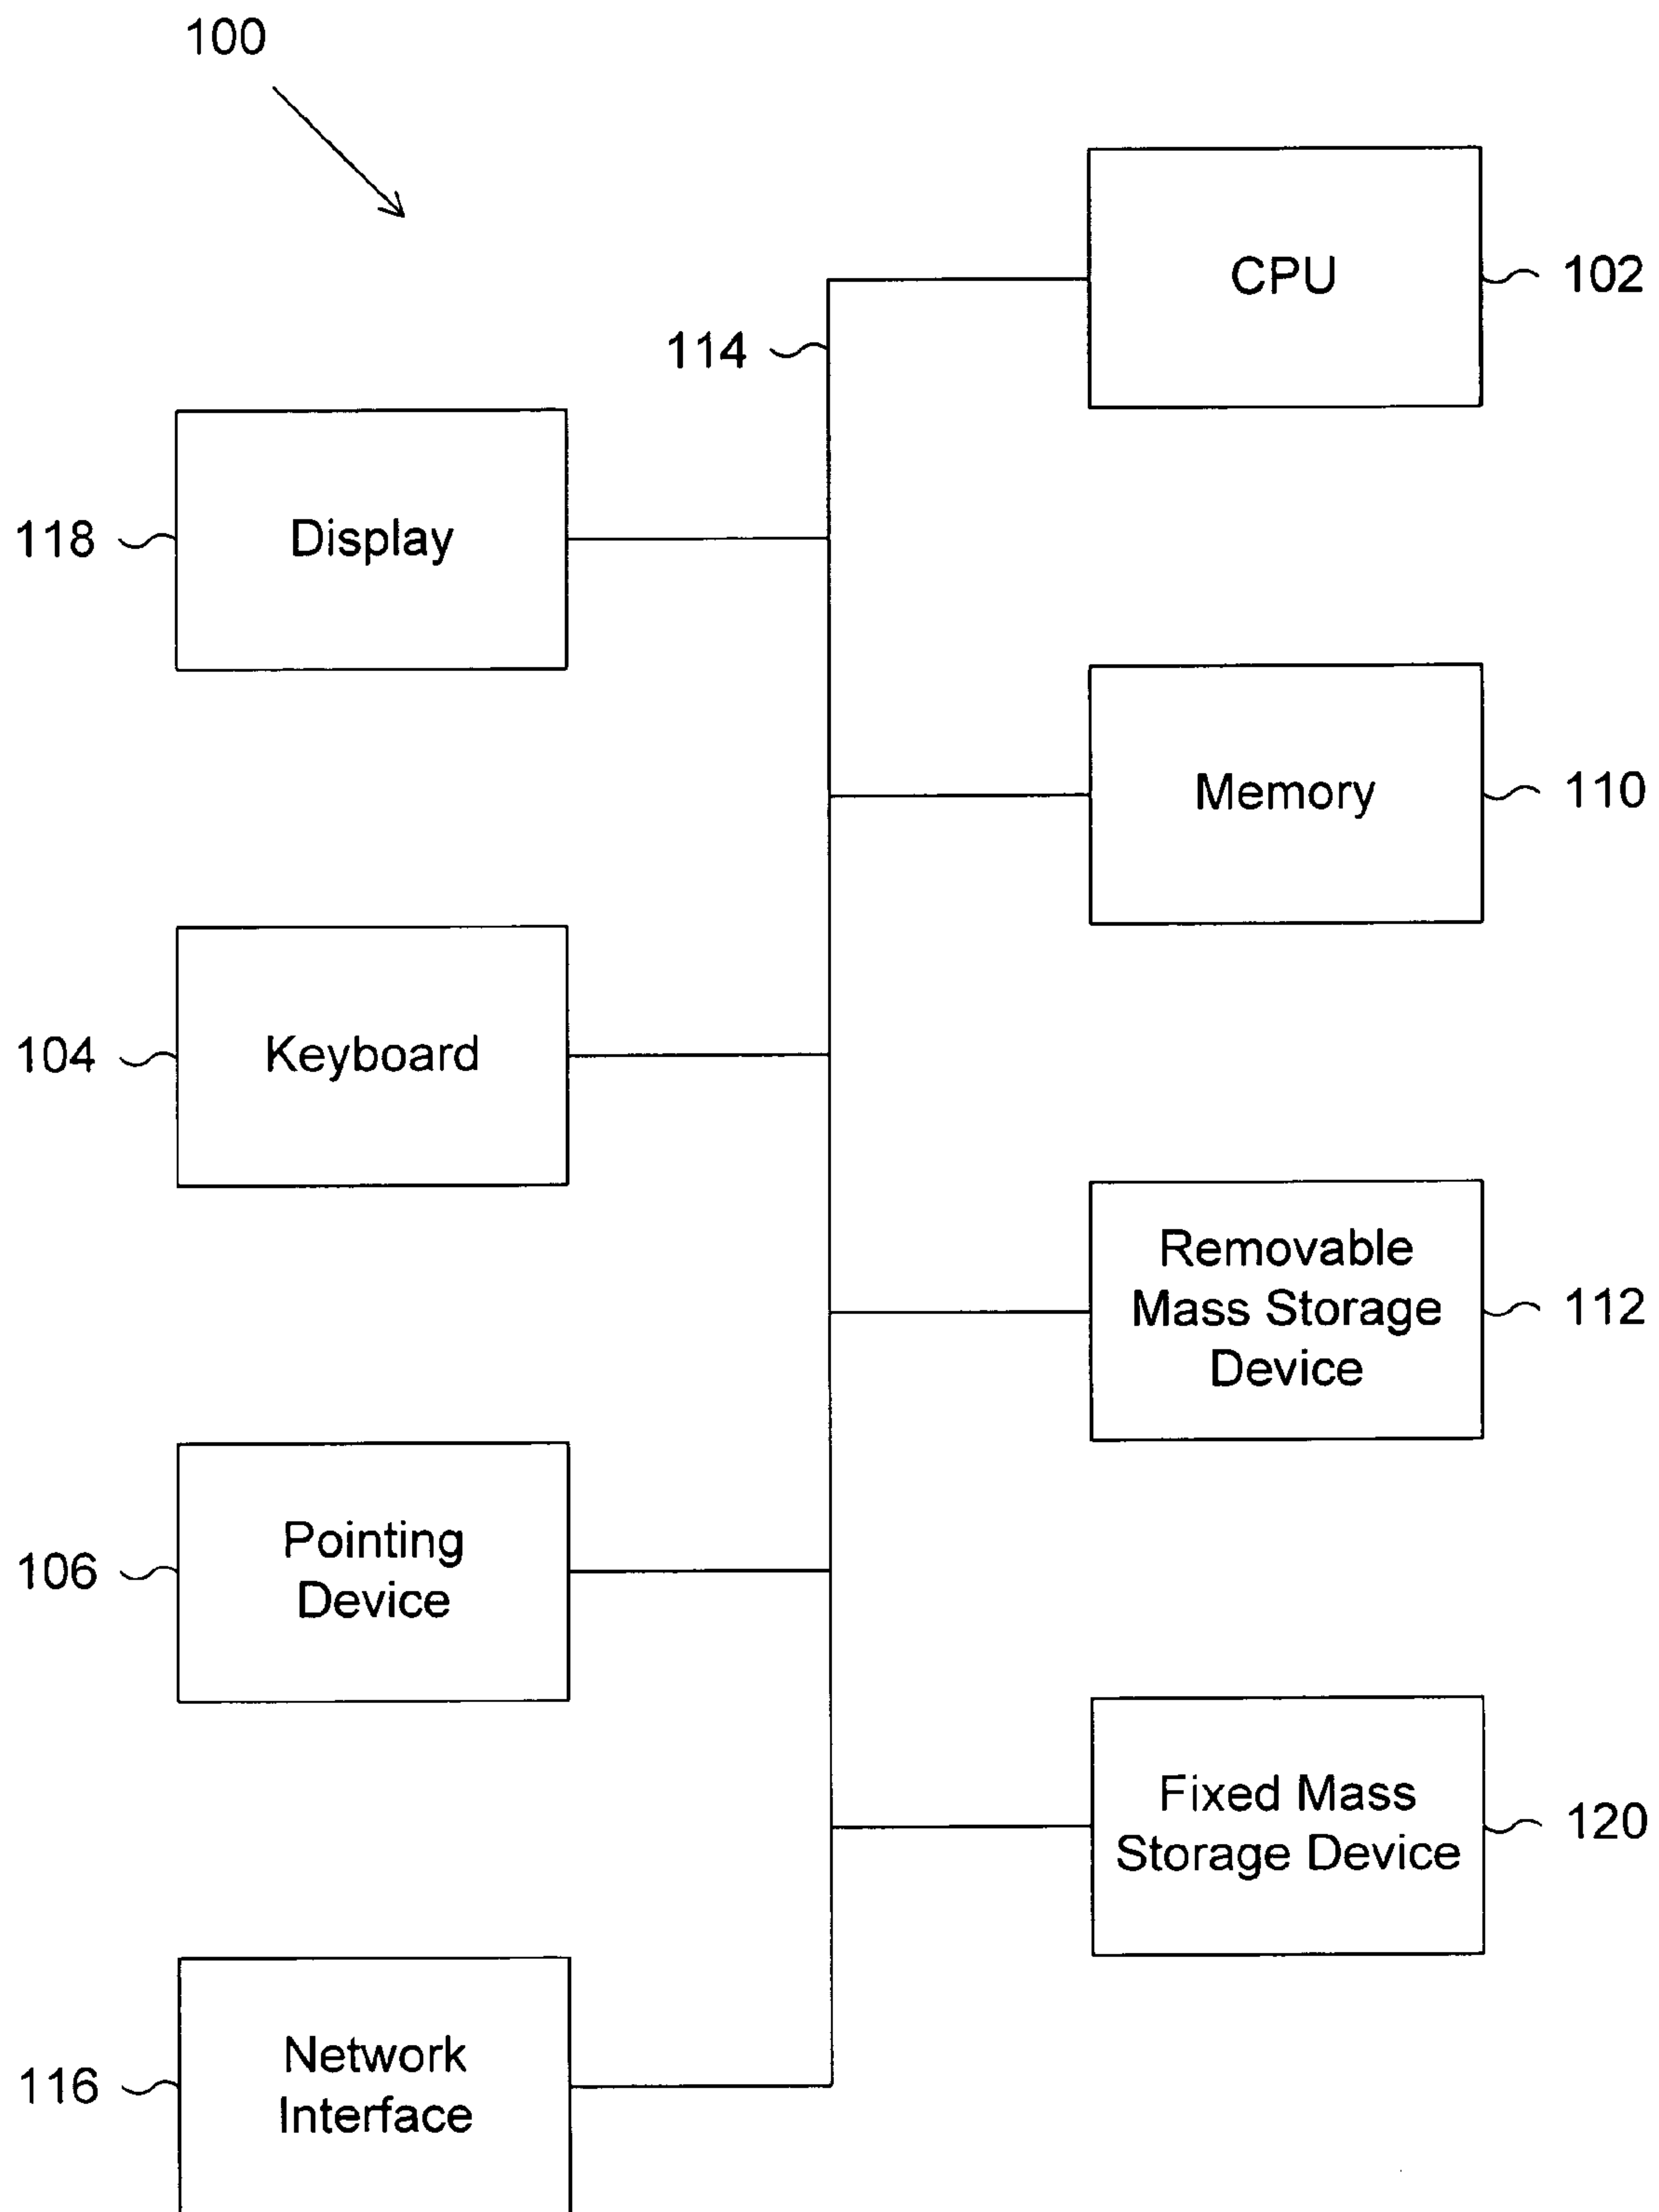 100
CPU
102
114
118
Display
Memory
110
104
Keyboard
Removable
Mass Storage
Device
112
106
Pointing
Device
Fixed Mass
Storage Device
120
116
Network
Interface